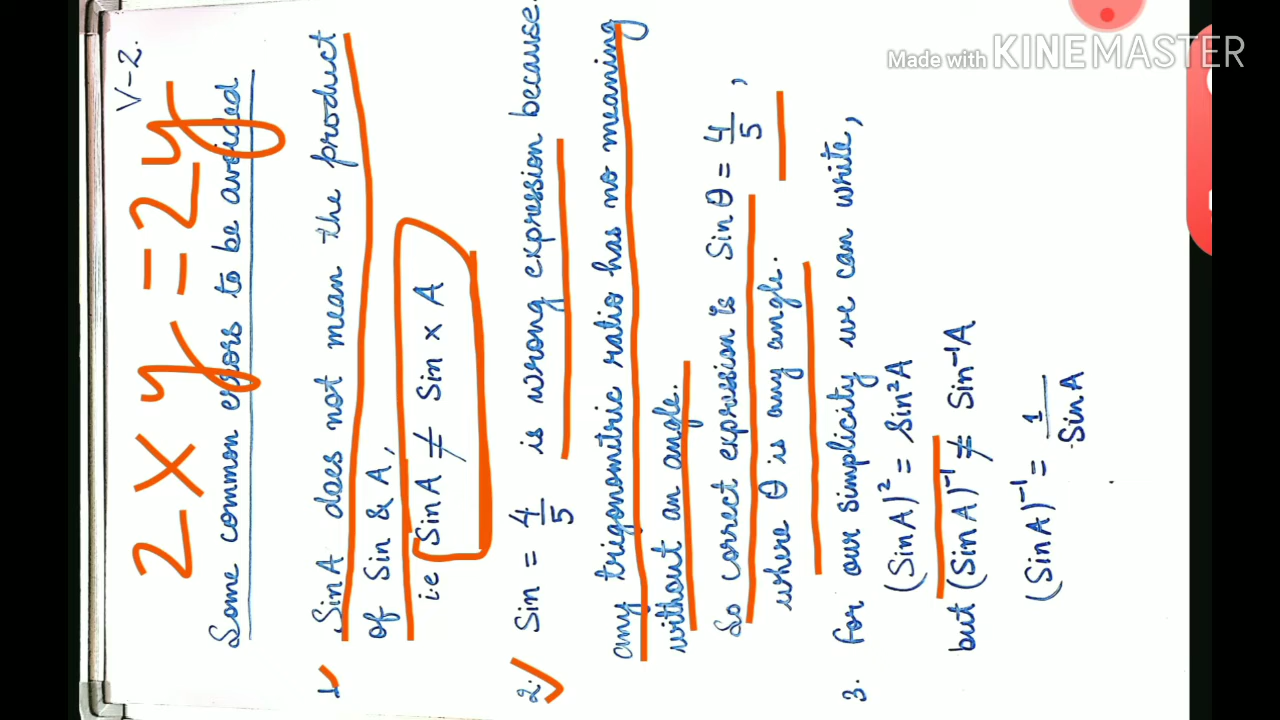 V-2.
2 x y = 2y
Some common errors to be avoided
1. Sin A does not mean the product
of Sin & A,
i.e Sin A ≠ Sin × A
2. Sin = 4/5 is wrong expression because.
any trigonometric ratio has no meaning
without an angle.
So correct expression is Sin θ = 4/5,
where θ is any angle.
3. For our simplicity we can write,
(Sin A)² = Sin²A
but (Sin A)⁻¹ ≠ Sin⁻¹A
(Sin A)⁻¹ = 1/Sin A
Made with KINEMASTER